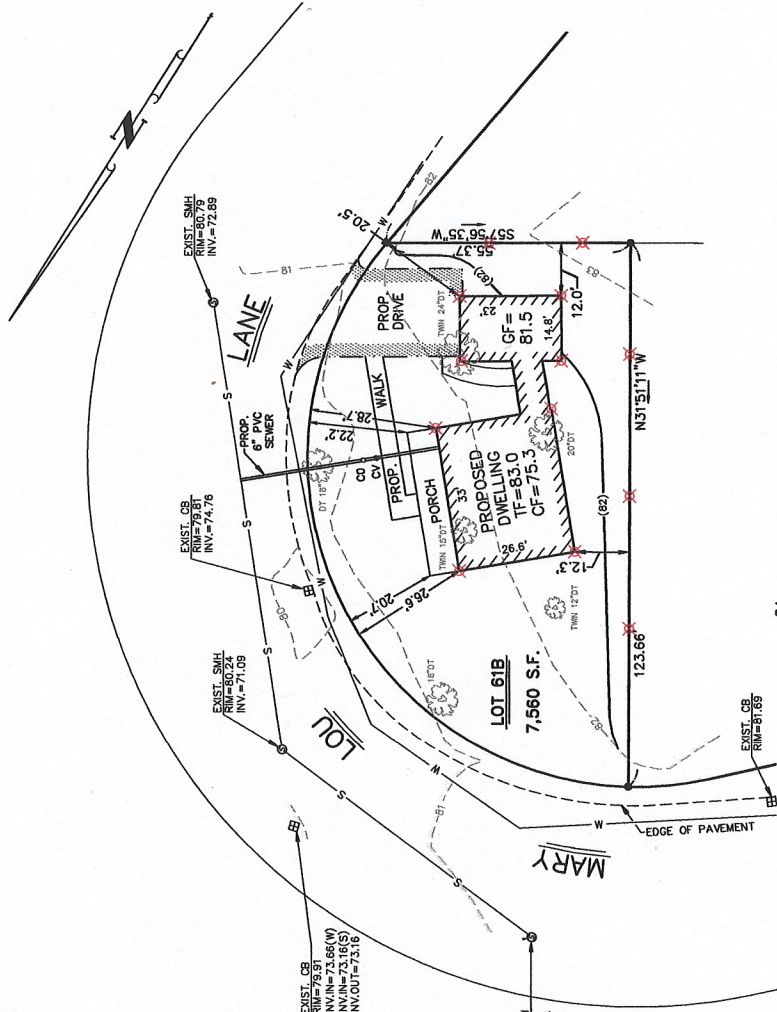 N
EXIST. SMH
RIM=80.79
INV.=72.89
LANE
81
82
20.5'
W
S57°56'35"W
55.37
(82)
83
PROP.
DRIVE
TWIN 24"DT
23'
GF=
81.5
14.8'
12.0'
W
S
WALK
28.7'
22.2'
PROP.
6" PVC
SEWER
CO
CV
DT 18"
PROP.
PORCH
33'
PROPOSED
DWELLING
TF=83.0
CF=75.3
20"DT
N31°51'11"W
(82)
EXIST. CB
RIM=79.81
INV.=74.76
S
TWIN 15"DT
26.6'
12.3'
W
80
20.7'
26.6'
TWIN 12"DT
S
EXIST. SMH
RIM=80.24
INV.=71.09
18"DT
LOT 61B
7,560 S.F.
123.66'
82
LOU
S
W
S
81
EXIST. CB
RIM=81.69
W
EDGE OF PAVEMENT
MARY
S
EXIST. CB
RIM=79.91
NV.IN=73.66(W)
NV.IN=73.16(S)
NV.OUT=73.16
S